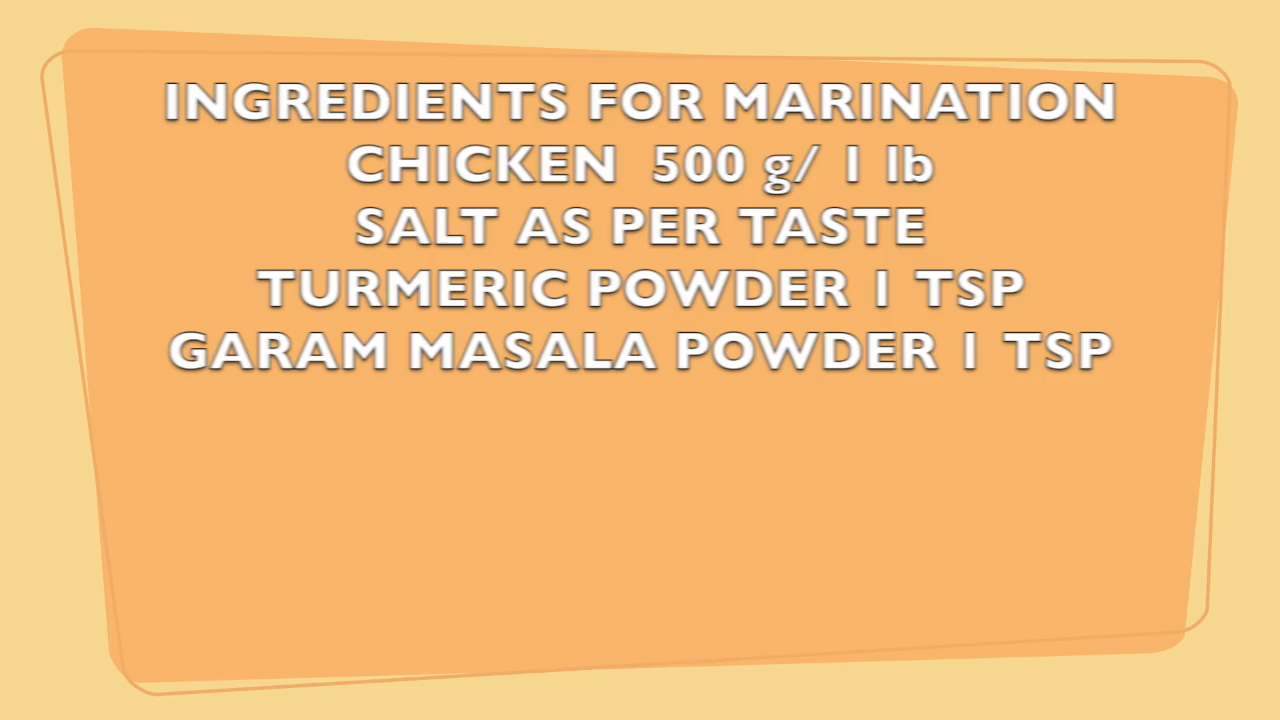 INGREDIENTS FOR MARINATION
CHICKEN 500 g/ 1 lb
SALT AS PER TASTE
TURMERIC POWDER 1 TSP
GARAM MASALA POWDER 1 TSP